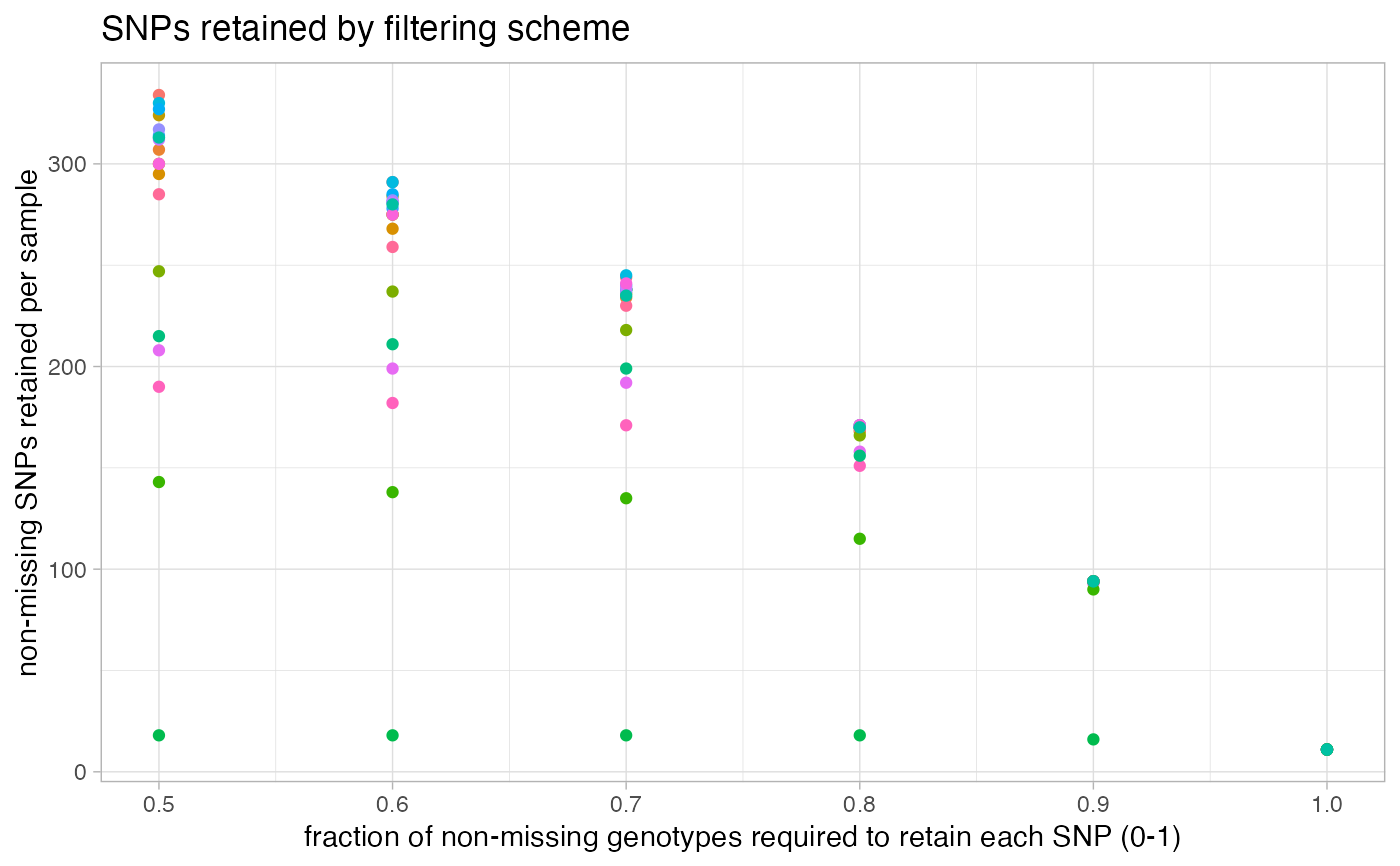 SNPs retained by filtering scheme
non-missing SNPs retained per sample
300
200
100
0
0.5 0.6 0.7 0.8 0.9 1.0
fraction of non-missing genotypes required to retain each SNP (0-1)